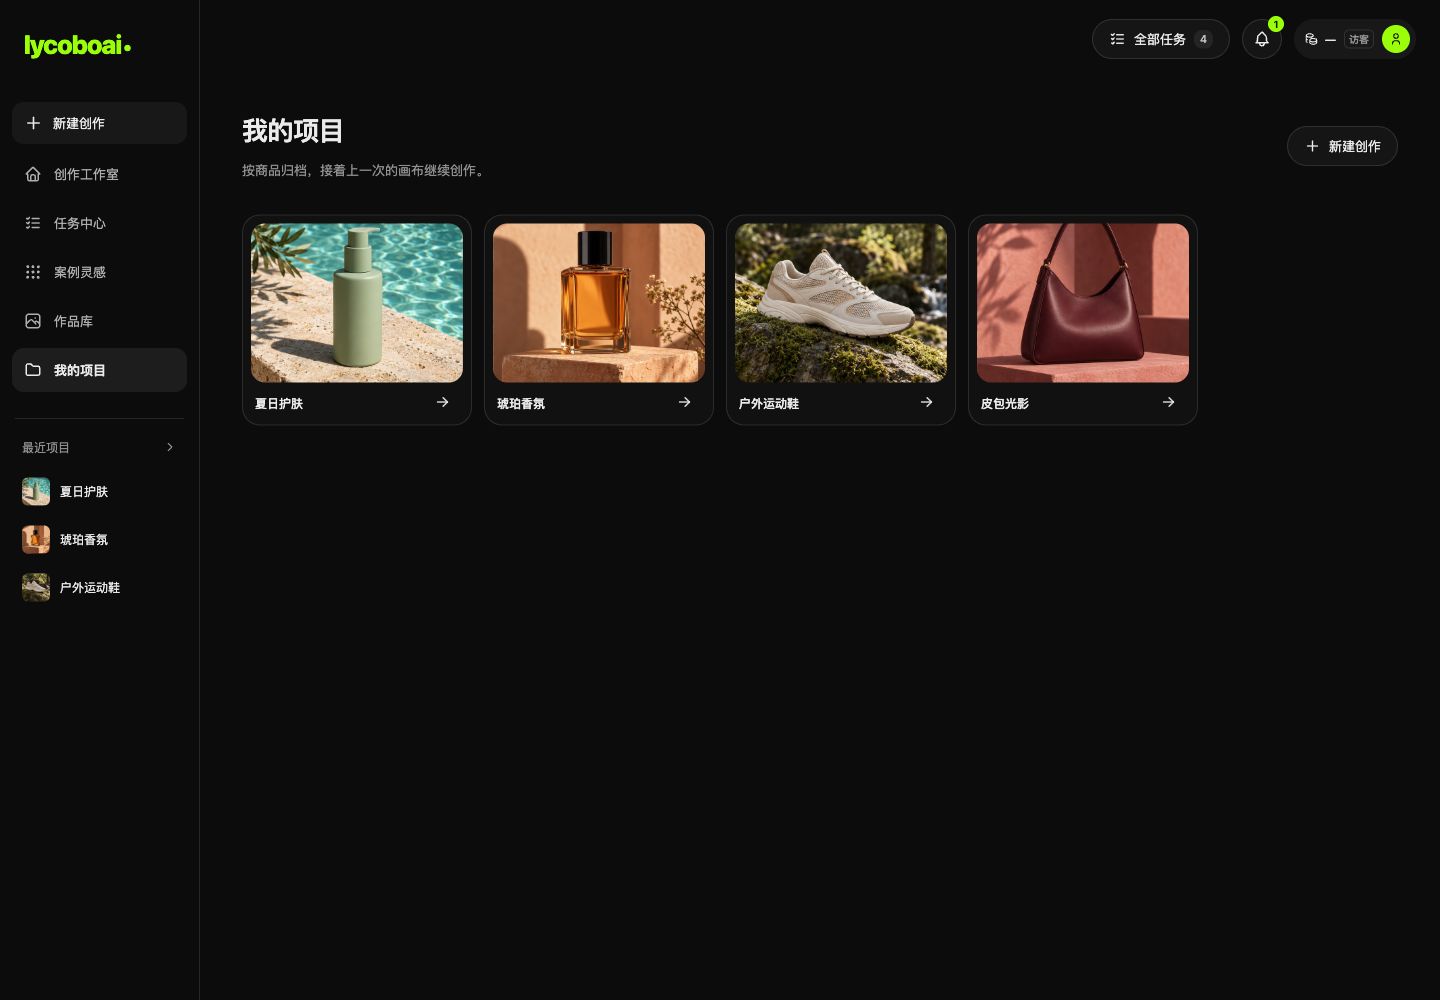 lycoboai.
全部任务 4
1
— 访客
新建创作
创作工作室
任务中心
案例灵感
作品库
我的项目
最近项目
夏日护肤
琥珀香氛
户外运动鞋
我的项目
按商品归档，接着上一次的画布继续创作。
新建创作
夏日护肤
琥珀香氛
户外运动鞋
皮包光影